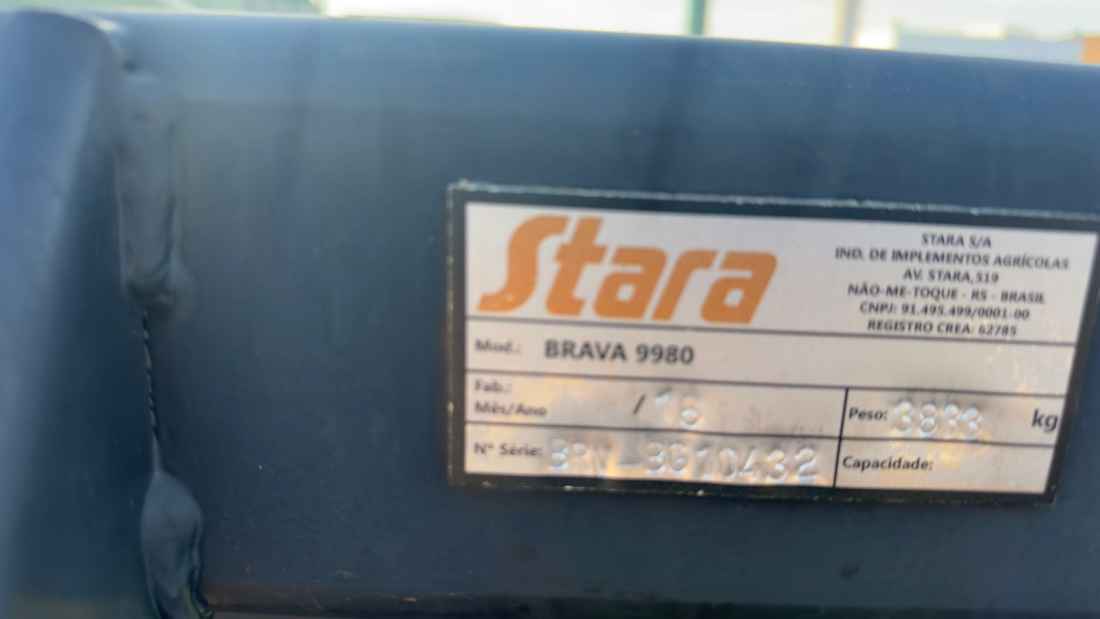 Stara
STARA S/A
IND. DE IMPLEMENTOS AGRÍCOLAS
AV. STARA, 519
NÃO-ME-TOQUE - RS - BRASIL
CNPJ: 91.495.499/0001-00
REGISTRO CREA: 62785
Mod.: BRAVA 9980
Fab.:
Mês/Ano
Peso: kg
Nº Série:
Capacidade: